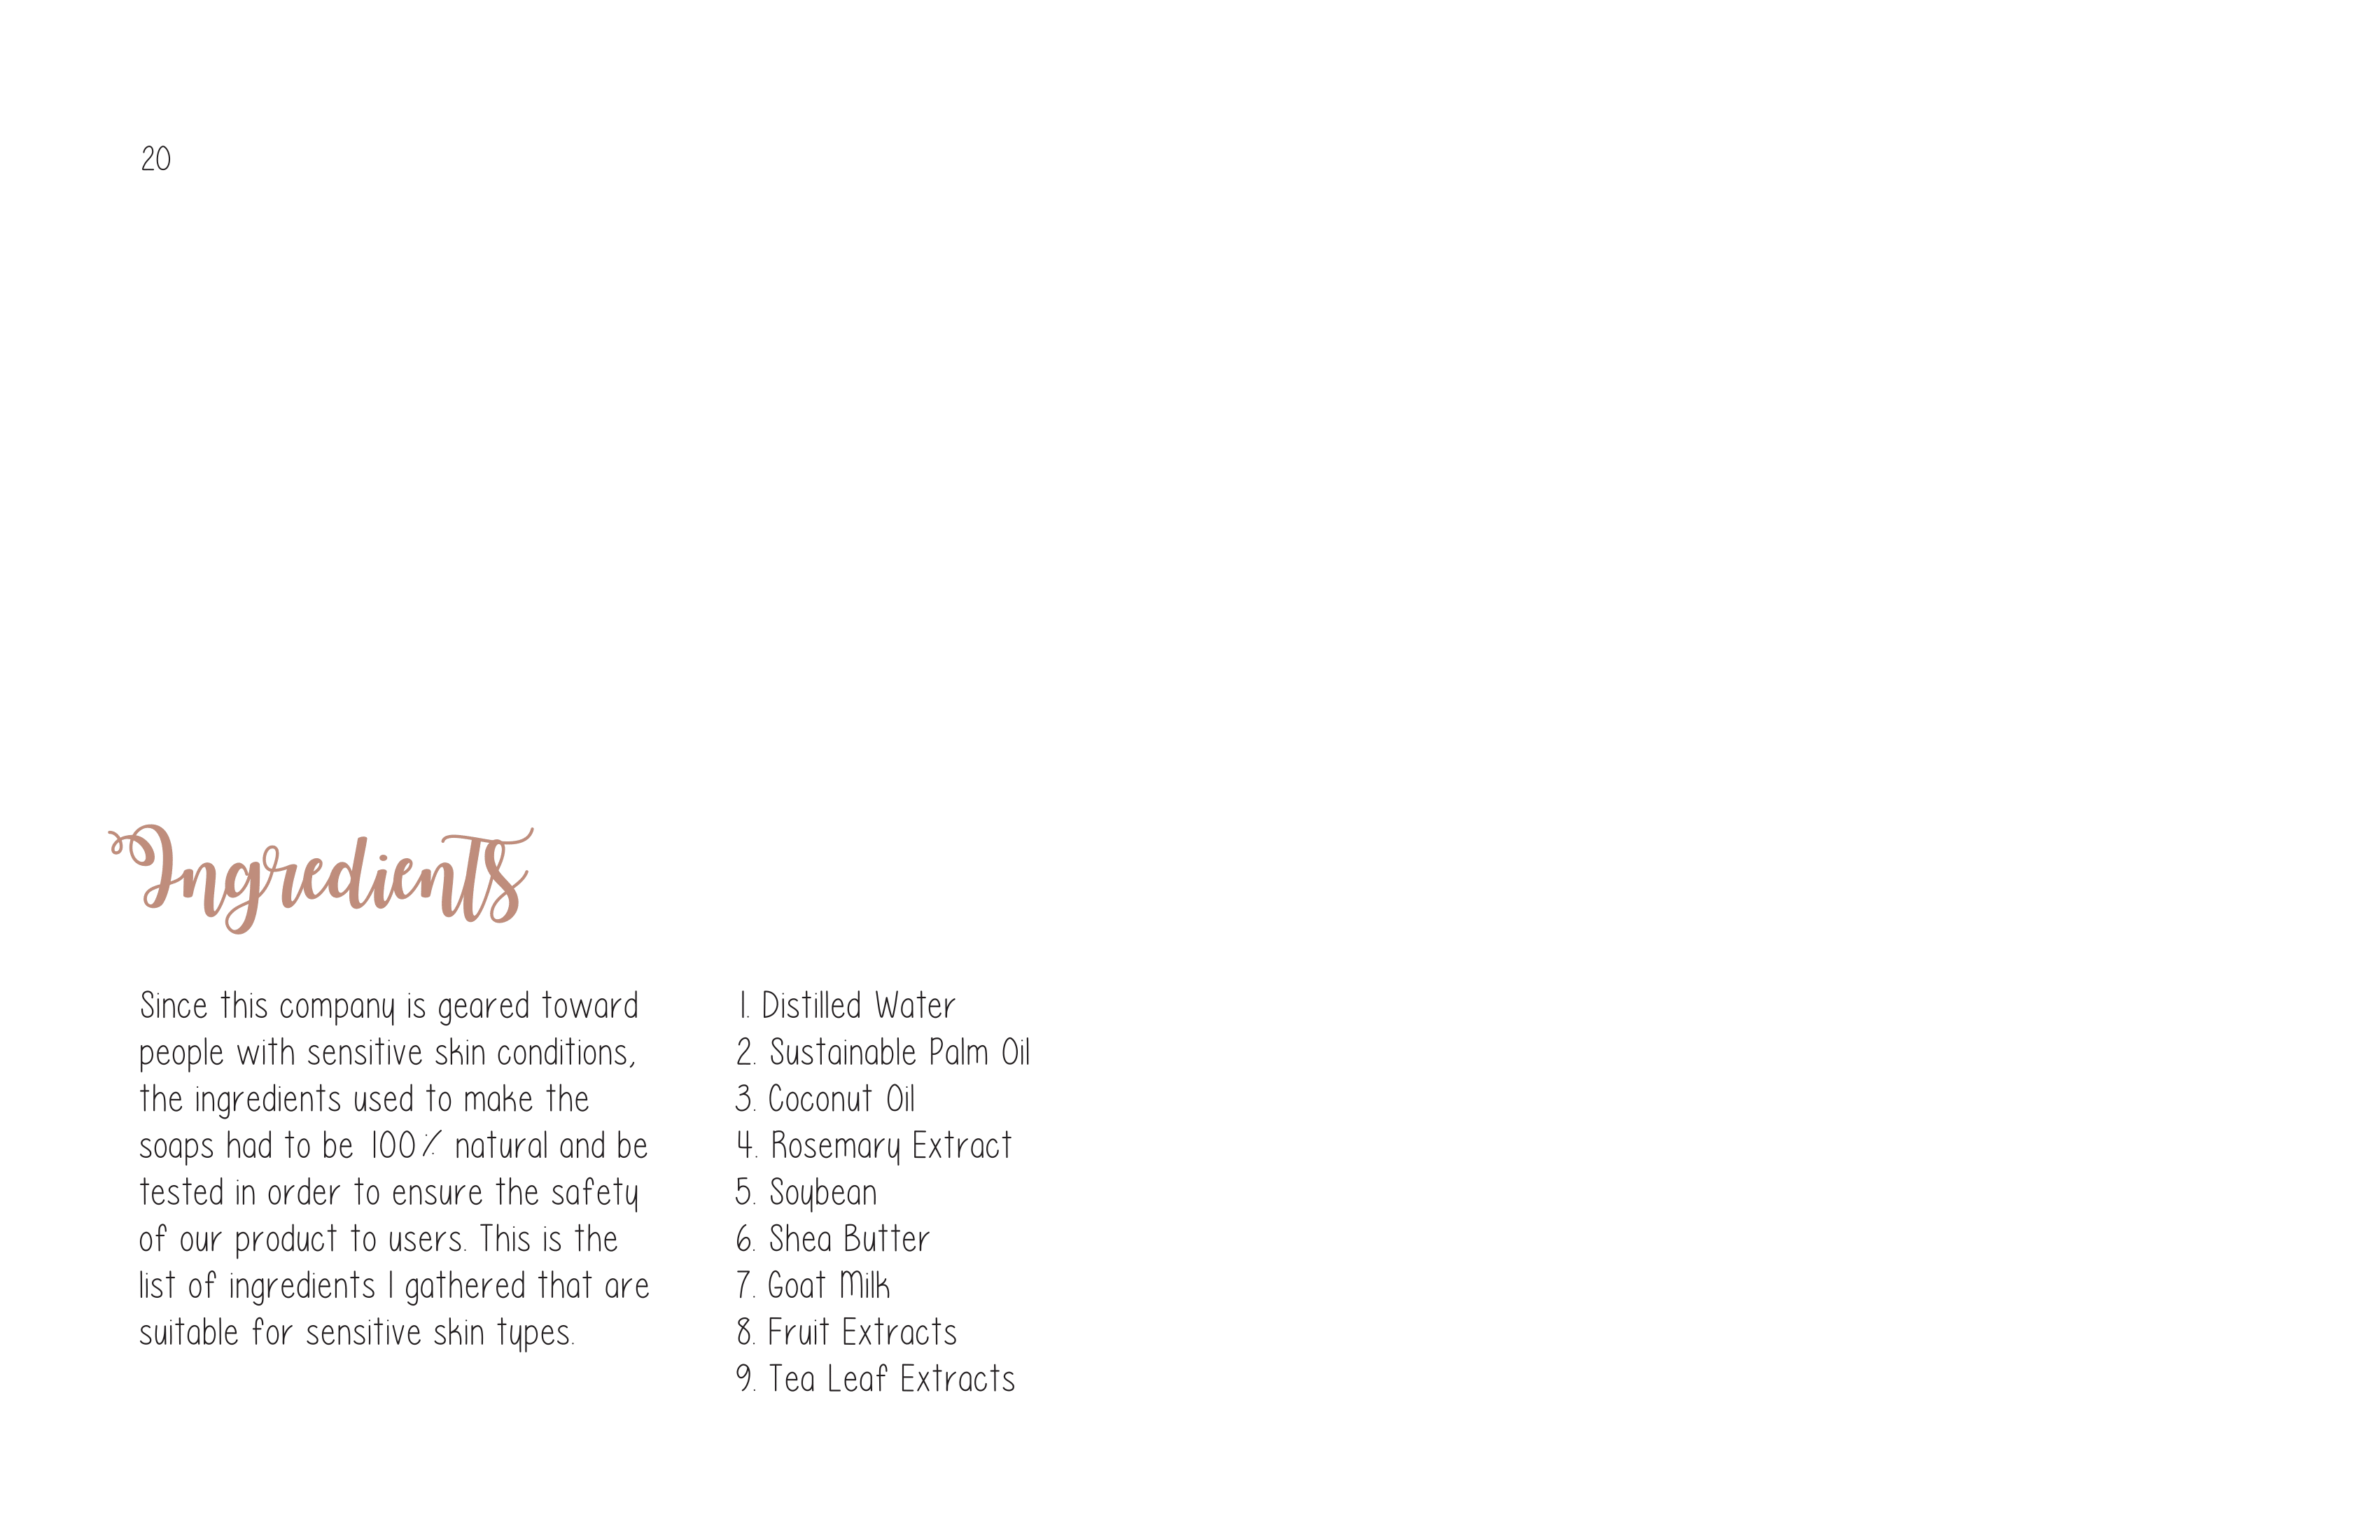 20
Ingredients
Since this company is geared toward
people with sensitive skin conditions,
the ingredients used to make the
soaps had to be 100% natural and be
tested in order to ensure the safety
of our product to users. This is the
list of ingredients I gathered that are
suitable for sensitive skin types.
1. Distilled Water
2. Sustainable Palm Oil
3. Coconut Oil
4. Rosemary Extract
5. Soybean
6. Shea Butter
7. Goat Milk
8. Fruit Extracts
9. Tea Leaf Extracts